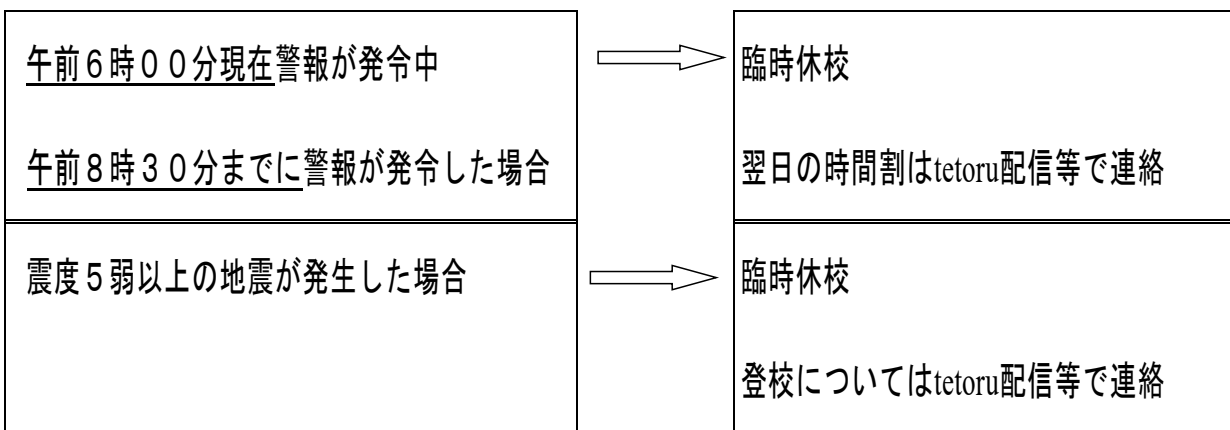 午前６時００分現在警報が発令中
午前８時３０分までに警報が発令した場合
臨時休校
翌日の時間割はtetoru配信等で連絡
震度５弱以上の地震が発生した場合
臨時休校
登校についてはtetoru配信等で連絡